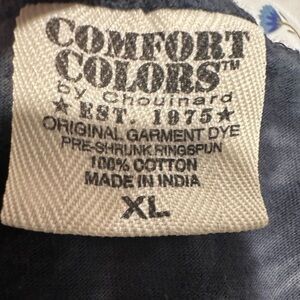 COMFORT
COLORS™
by Chouinard
★ EST. 1975 ★
ORIGINAL GARMENT DYE
PRE-SHRUNK RINGSPUN
100% COTTON
MADE IN INDIA
XL